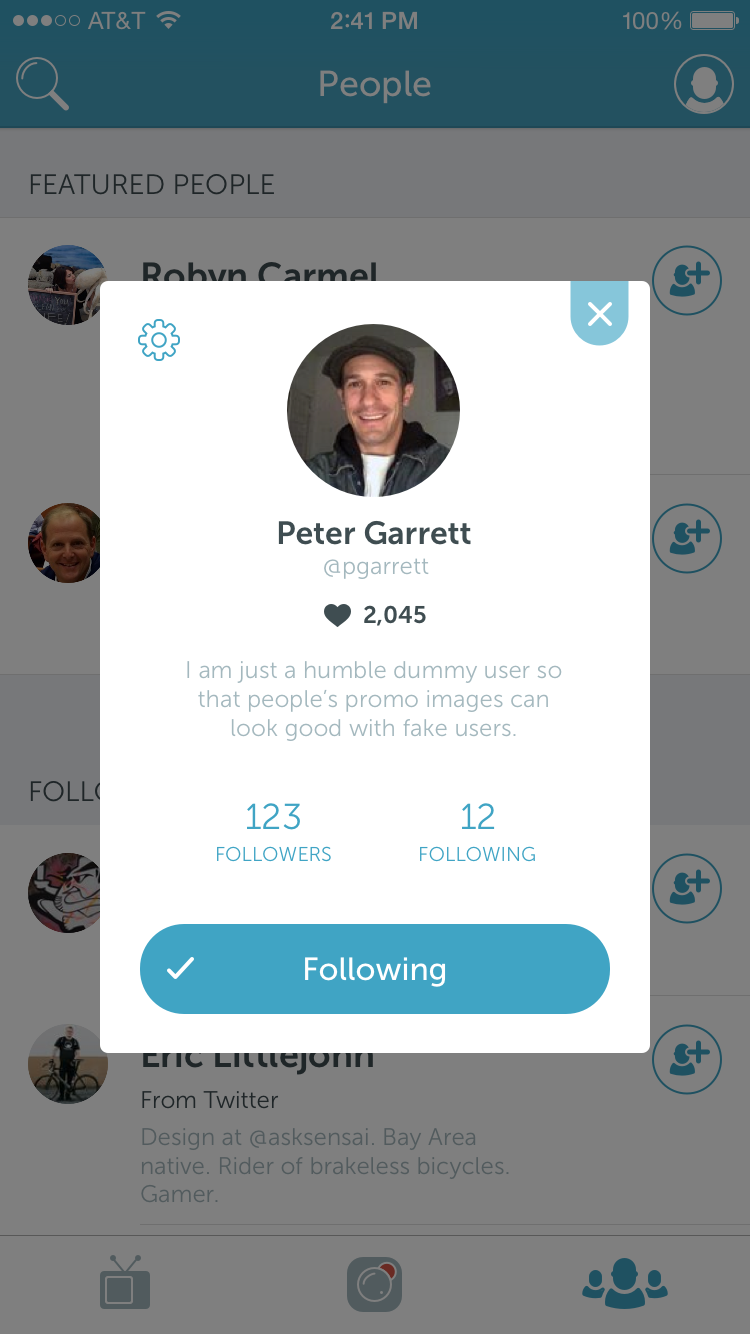 AT&T 2:41 PM 100%
People
FEATURED PEOPLE
Robyn Carmel
Peter Garrett
@pgarrett
2,045
I am just a humble dummy user so
that people's promo images can
look good with fake users.
123 12
FOLLOWERS FOLLOWING
Following
Eric Littlejohn
From Twitter
Design at @asksensai. Bay Area
native. Rider of brakeless bicycles.
Gamer.